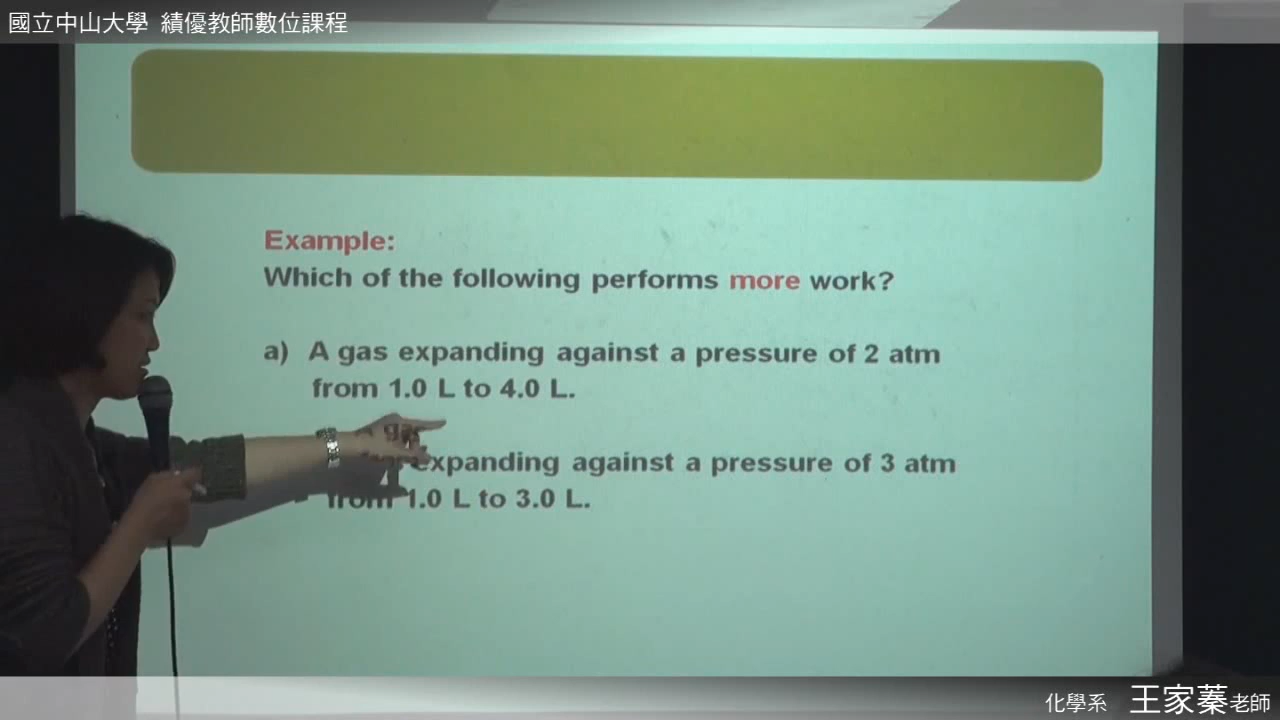 國立中山大學 績優教師數位課程
Example:
Which of the following performs more work?
a) A gas expanding against a pressure of 2 atm
from 1.0 L to 4.0 L.
expanding against a pressure of 3 atm
from 1.0 L to 3.0 L.
化學系 王家蓁老師